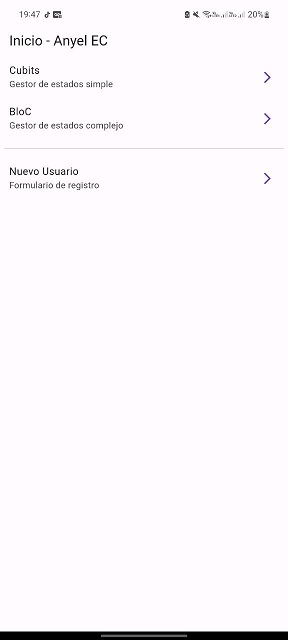 19:47
20%
Inicio - Anyel EC
Cubits
Gestor de estados simple
BloC
Gestor de estados complejo
Nuevo Usuario
Formulario de registro